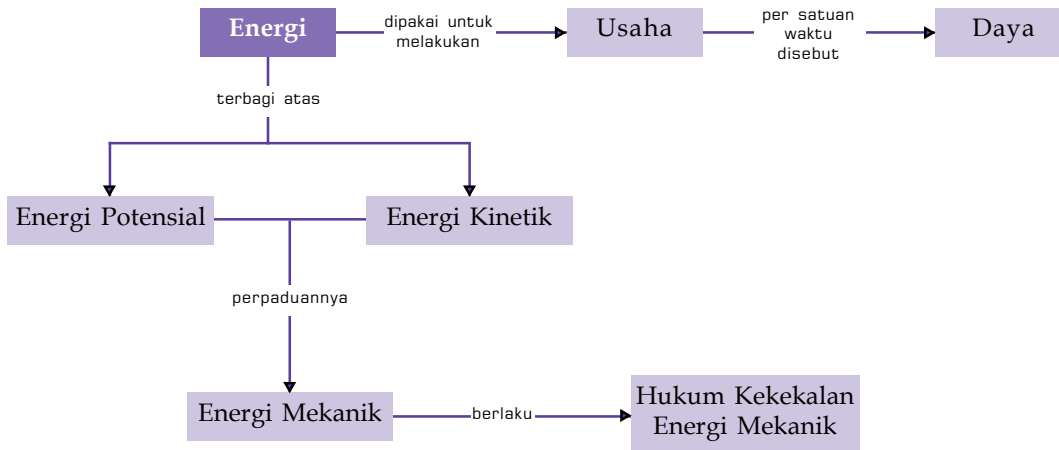 Energi
dipakai untuk
melakukan
Usaha
per satuan
waktu
disebut
Daya
terbagi atas
Energi Potensial
Energi Kinetik
perpaduannya
Energi Mekanik
berlaku
Hukum Kekekalan
Energi Mekanik